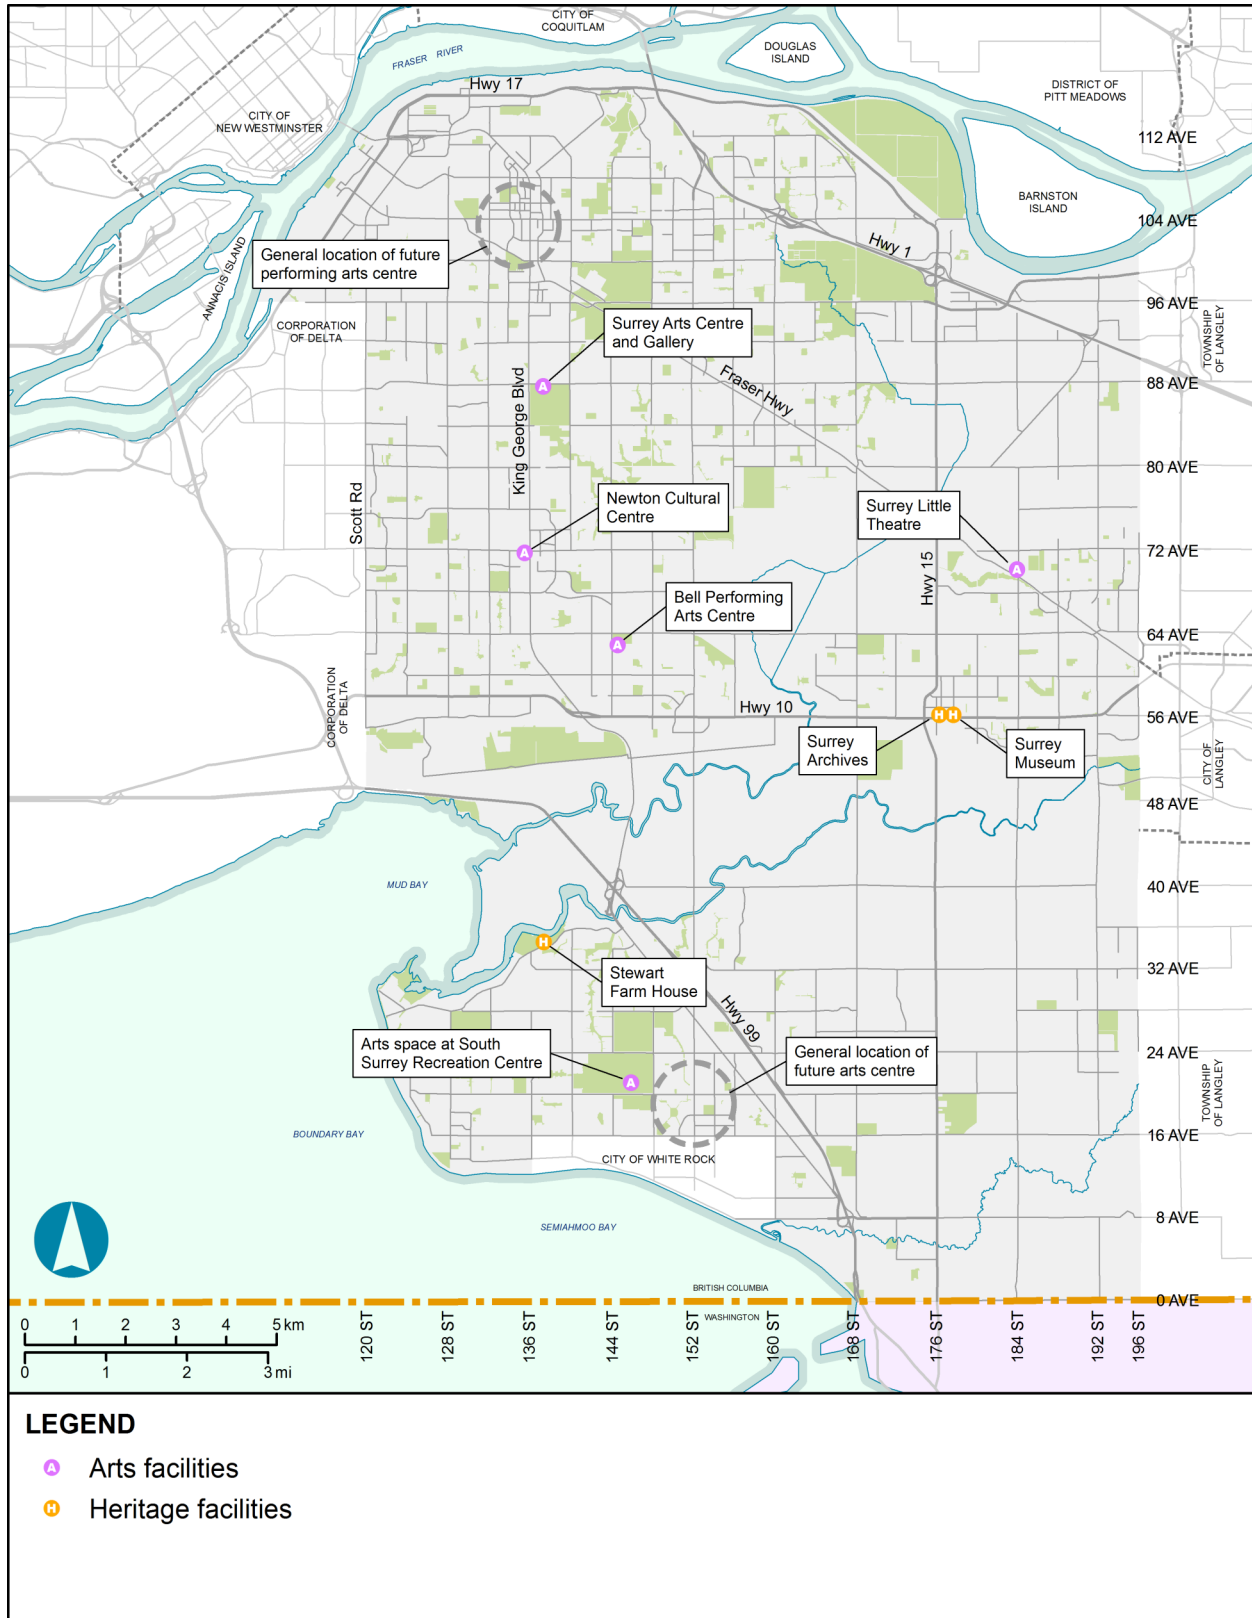 CITY OF
COQUITLAM
FRASER RIVER
DOUGLAS
ISLAND
Hwy 17
DISTRICT OF
PITT MEADOWS
CITY OF
NEW WESTMINSTER
112 AVE
BARNSTON
ISLAND
104 AVE
Hwy 1
General location of future
performing arts centre
ANNACIS ISLAND
96 AVE
CORPORATION
OF DELTA
Surrey Arts Centre
and Gallery
TOWNSHIP
OF LANGLEY
A
88 AVE
King George Blvd
Fraser Hwy
80 AVE
Scott Rd
Newton Cultural
Centre
Surrey Little
Theatre
A
72 AVE
A
Hwy 15
Bell Performing
Arts Centre
64 AVE
A
CORPORATION
OF DELTA
Hwy 10
H
H
56 AVE
Surrey
Archives
Surrey
Museum
CITY OF
LANGLEY
48 AVE
MUD BAY
40 AVE
H
Stewart
Farm House
32 AVE
Hwy 99
Arts space at South
Surrey Recreation Centre
General location of
future arts centre
24 AVE
A
TOWNSHIP
OF LANGLEY
BOUNDARY BAY
16 AVE
CITY OF WHITE ROCK
SEMIAHMOO BAY
8 AVE
BRITISH COLUMBIA
0 AVE
WASHINGTON
0 1 2 3 4 5 km
0 1 2 3 mi
120 ST
128 ST
136 ST
144 ST
152 ST
160 ST
168 ST
176 ST
184 ST
192 ST
196 ST
LEGEND
A Arts facilities
H Heritage facilities